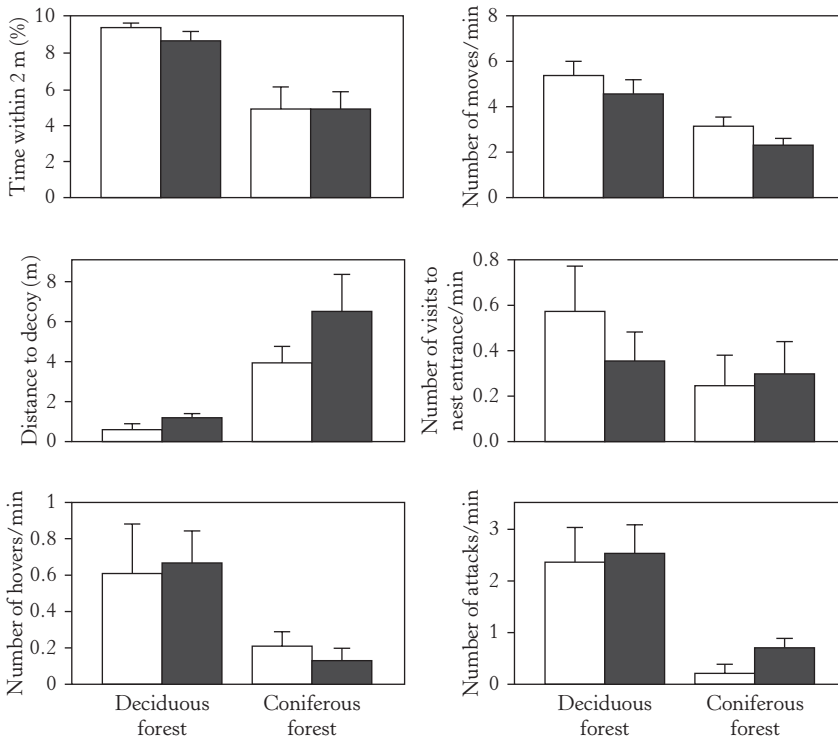 Time within 2 m (%)
10
8
6
4
2
0
Number of moves/min
8
6
4
2
0
Distance to decoy (m)
8
6
4
2
0
Number of visits to
nest entrance/min
0.8
0.6
0.4
0.2
0.0
Number of hovers/min
1
0.8
0.6
0.4
0.2
0
Deciduous
forest
Coniferous
forest
Number of attacks/min
3
2
1
0
Deciduous
forest
Coniferous
forest